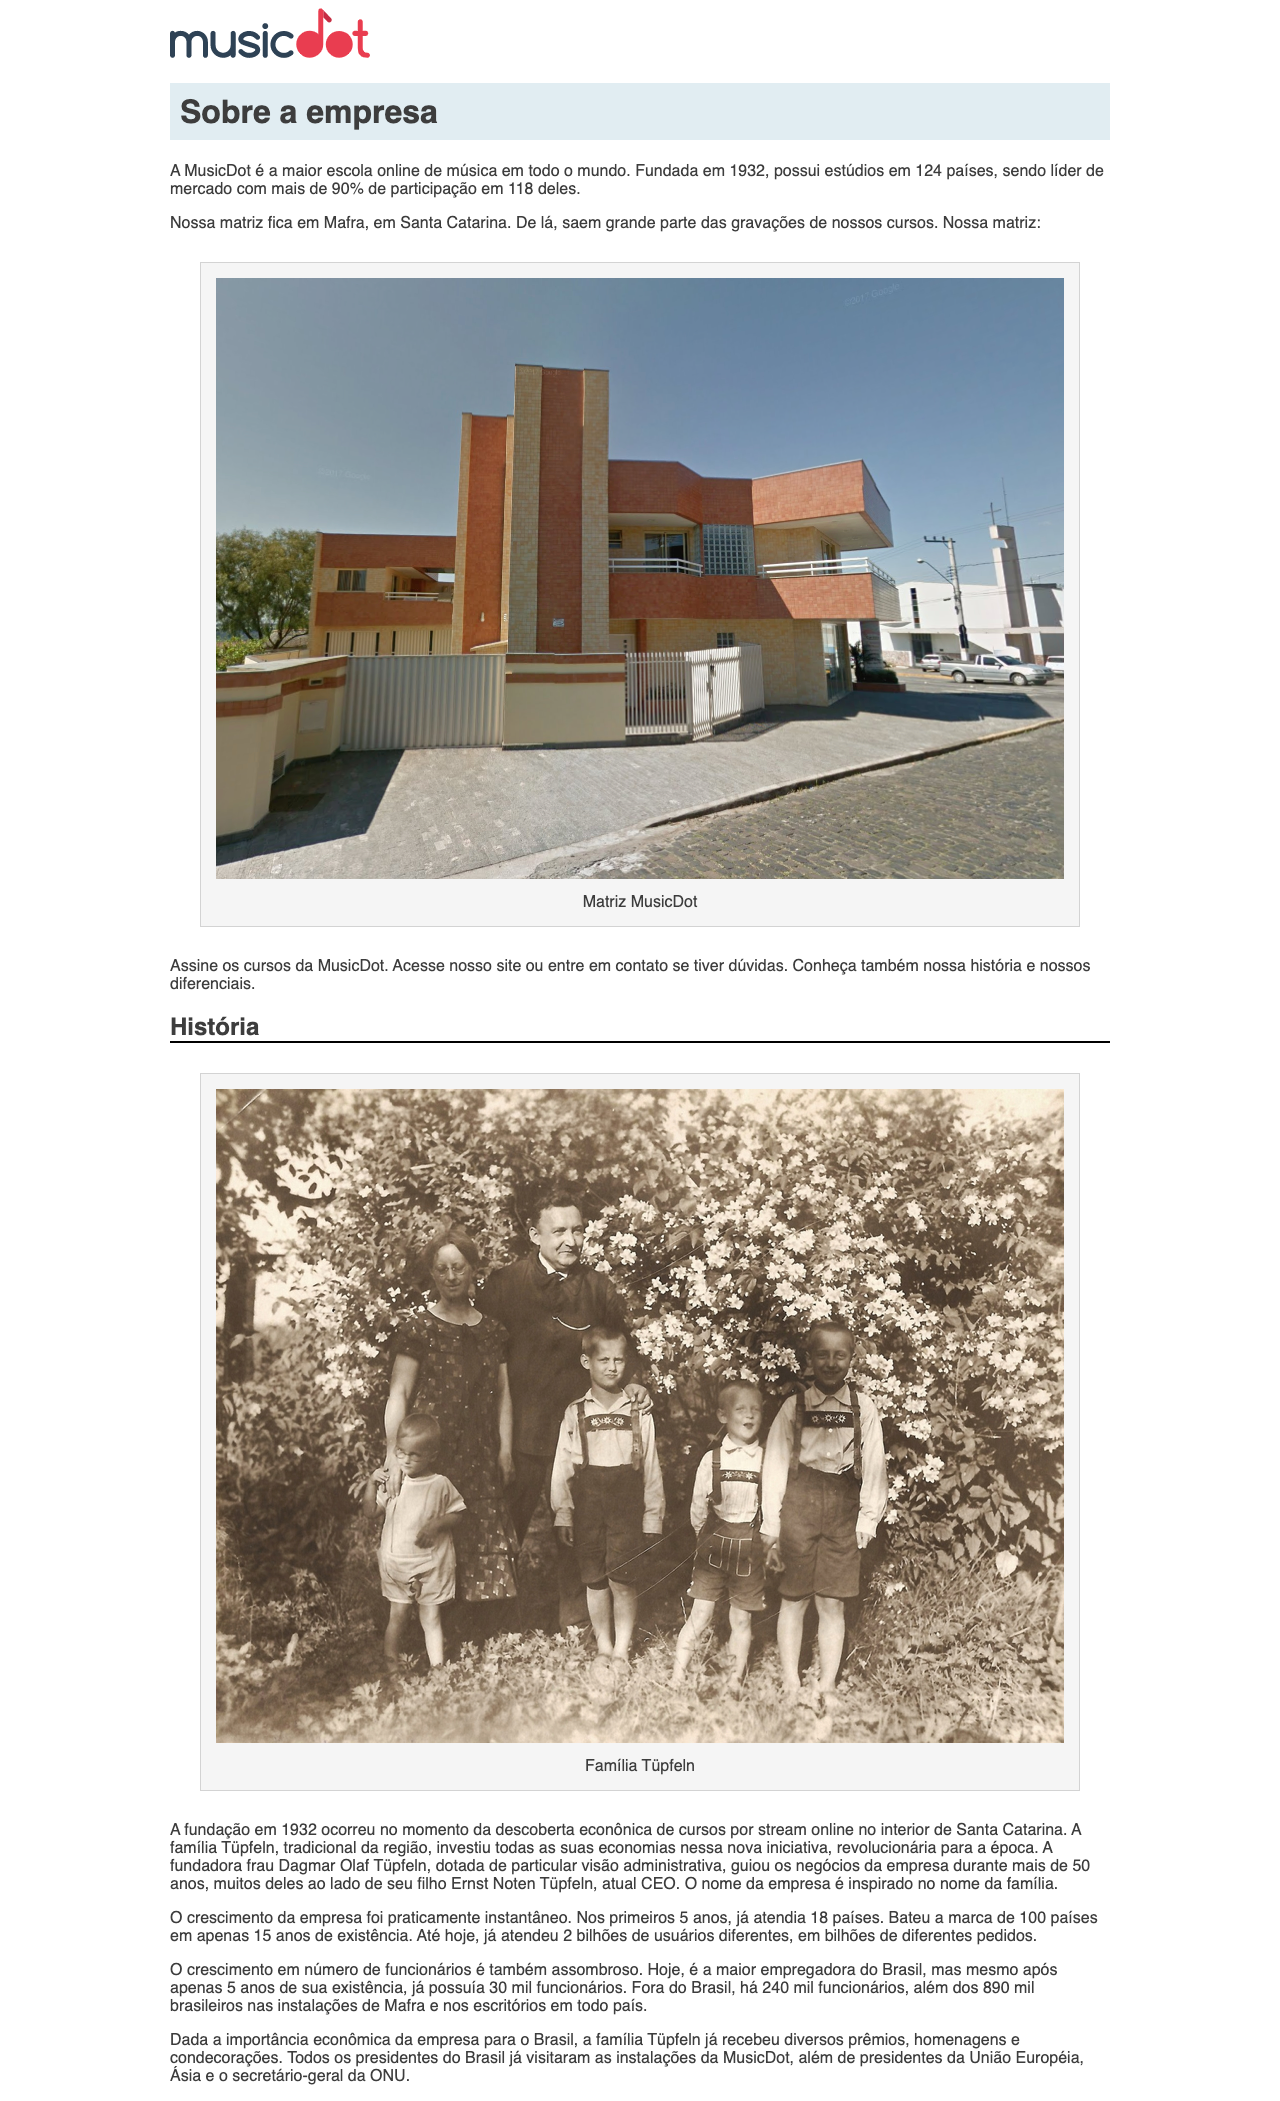 musicdot
Sobre a empresa
A MusicDot é a maior escola online de música em todo o mundo. Fundada em 1932, possui estúdios em 124 países, sendo líder de
mercado com mais de 90% de participação em 118 deles.
Nossa matriz fica em Mafra, em Santa Catarina. De lá, saem grande parte das gravações de nossos cursos. Nossa matriz:
Matriz MusicDot
Assine os cursos da MusicDot. Acesse nosso site ou entre em contato se tiver dúvidas. Conheça também nossa história e nossos
diferenciais.
História
Família Tüpfeln
A fundação em 1932 ocorreu no momento da descoberta econônica de cursos por stream online no interior de Santa Catarina. A
família Tüpfeln, tradicional da região, investiu todas as suas economias nessa nova iniciativa, revolucionária para a época. A
fundadora frau Dagmar Olaf Tüpfeln, dotada de particular visão administrativa, guiou os negócios da empresa durante mais de 50
anos, muitos deles ao lado de seu filho Ernst Noten Tüpfeln, atual CEO. O nome da empresa é inspirado no nome da família.
O crescimento da empresa foi praticamente instantâneo. Nos primeiros 5 anos, já atendia 18 países. Bateu a marca de 100 países
em apenas 15 anos de existência. Até hoje, já atendeu 2 bilhões de usuários diferentes, em bilhões de diferentes pedidos.
O crescimento em número de funcionários é também assombroso. Hoje, é a maior empregadora do Brasil, mas mesmo após
apenas 5 anos de sua existência, já possuía 30 mil funcionários. Fora do Brasil, há 240 mil funcionários, além dos 890 mil
brasileiros nas instalações de Mafra e nos escritórios em todo país.
Dada a importância econômica da empresa para o Brasil, a família Tüpfeln já recebeu diversos prêmios, homenagens e
condecorações. Todos os presidentes do Brasil já visitaram as instalações da MusicDot, além de presidentes da União Européia,
Ásia e o secretário-geral da ONU.